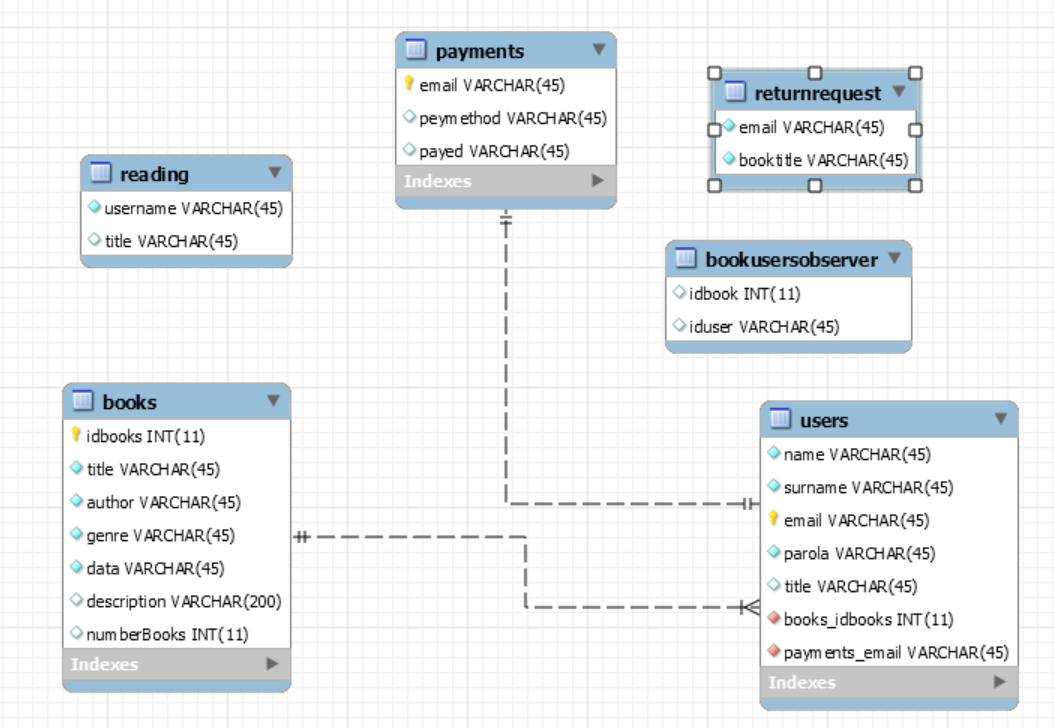 payments
email VARCHAR(45)
peymethod VARCHAR(45)
payed VARCHAR(45)
Indexes
returnrequest
email VARCHAR(45)
booktitle VARCHAR(45)
reading
username VARCHAR(45)
title VARCHAR(45)
bookusersobserver
idbook INT(11)
iduser VARCHAR(45)
books
idbooks INT(11)
title VARCHAR(45)
author VARCHAR(45)
genre VARCHAR(45)
data VARCHAR(45)
description VARCHAR(200)
numberBooks INT(11)
Indexes
users
name VARCHAR(45)
surname VARCHAR(45)
email VARCHAR(45)
parola VARCHAR(45)
title VARCHAR(45)
books_idbooks INT(11)
payments_email VARCHAR(45)
Indexes